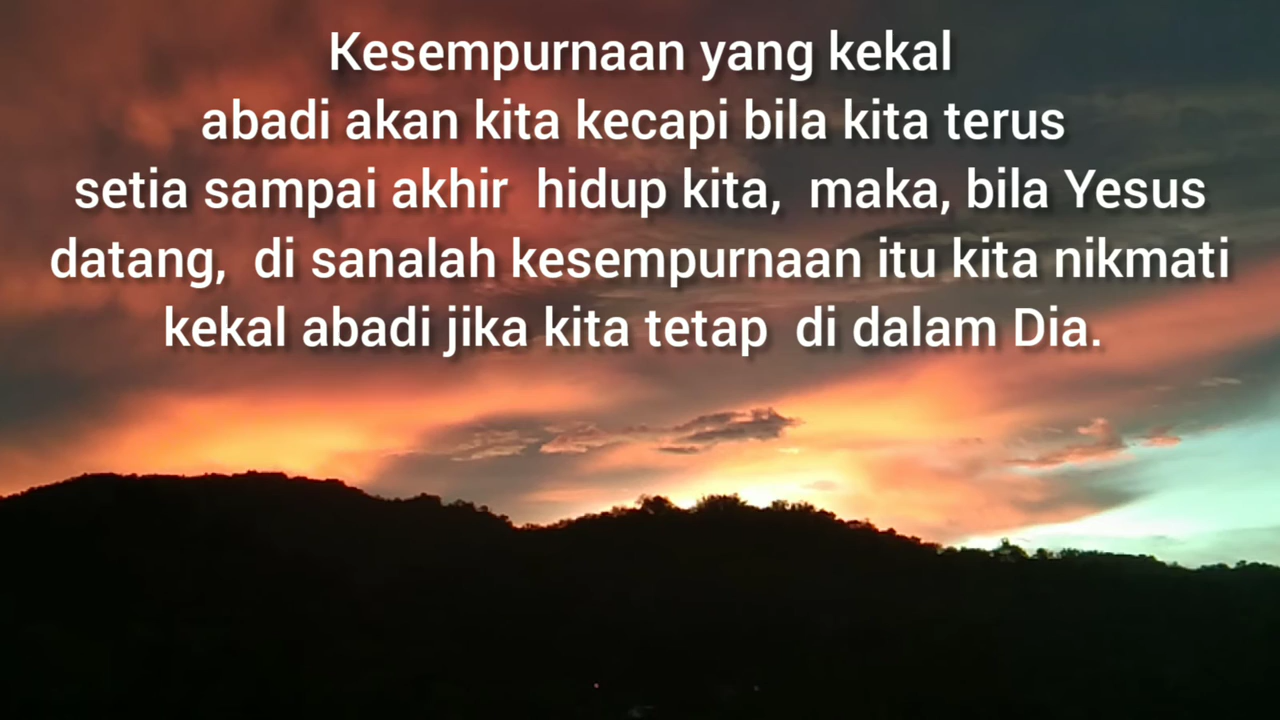 Kesempurnaan yang kekal
abadi akan kita kecapi bila kita terus
setia sampai akhir  hidup kita,  maka, bila Yesus
datang,  di sanalah kesempurnaan itu kita nikmati
kekal abadi jika kita tetap  di dalam Dia.